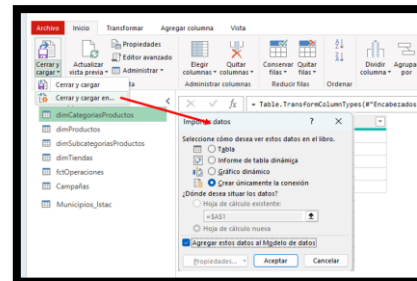 Archivo Inicio Transformar Agregar columna Vista
Cerrar y cargar
Actualizar vista previa
Propiedades
Editor avanzado
Administrar
Elegir columnas
Quitar columnas
Conservar filas
Quitar filas
Dividir columna
Agrupar por
Administrar columnas Reducir filas Ordenar
Cerrar y cargar
Cerrar y cargar en...
= Table.TransformColumnTypes(#"Encabezados
dimCategoriasProductos
dimProductos
dimSubcategoriasProductos
dimTiendas
fctOperaciones
Campañas
Municipios_Istac
Importar datos ? ×
Seleccione cómo desea ver estos datos en el libro.
Tabla
Informe de tabla dinámica
Gráfico dinámico
Crear únicamente la conexión
¿Dónde desea situar los datos?
Hoja de cálculo existente:
=$A$1
Hoja de cálculo nueva
Agregar estos datos al Modelo de datos
Propiedades... Aceptar Cancelar